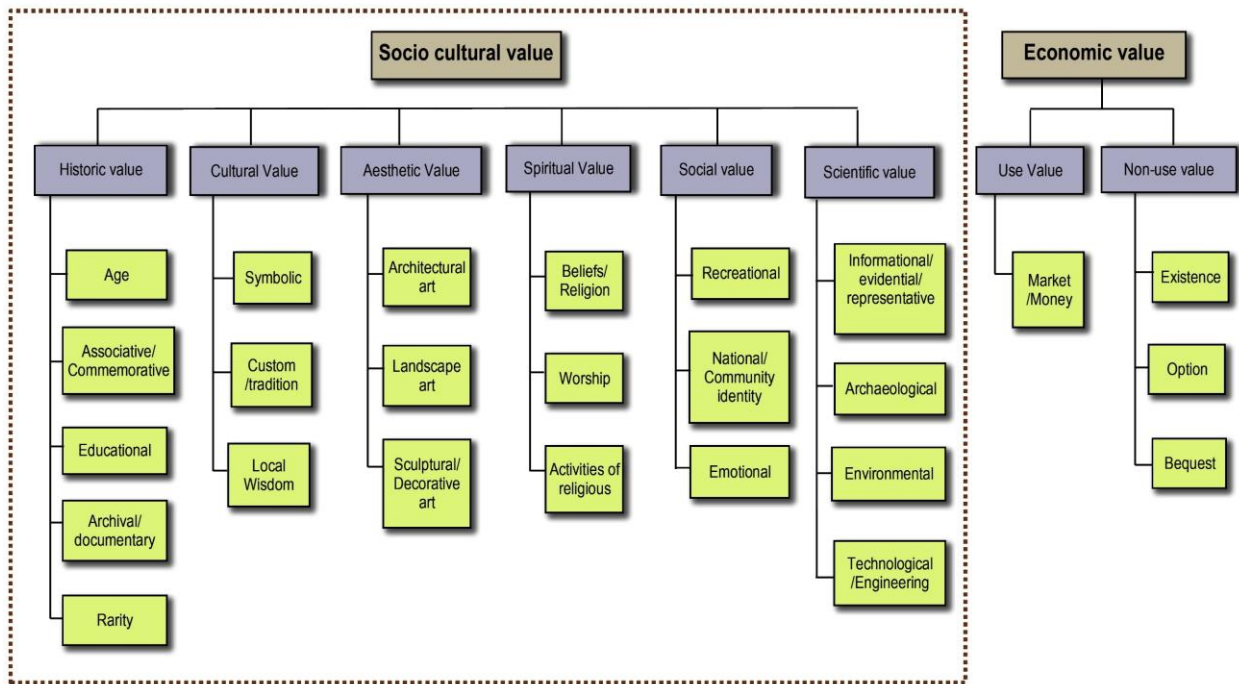 Socio cultural value
Economic value
Historic value
Cultural Value
Aesthetic Value
Spiritual Value
Social value
Scientific value
Use Value
Non-use value
Age
Associative/
Commemorative
Educational
Archival/
documentary
Rarity
Symbolic
Custom
/tradition
Local
Wisdom
Architectural
art
Landscape
art
Sculptural/
Decorative
art
Beliefs/
Religion
Worship
Activities of
religious
Recreational
National/
Community
identity
Emotional
Informational/
evidential/
representative
Archaeological
Environmental
Technological
/Engineering
Market
/Money
Existence
Option
Bequest